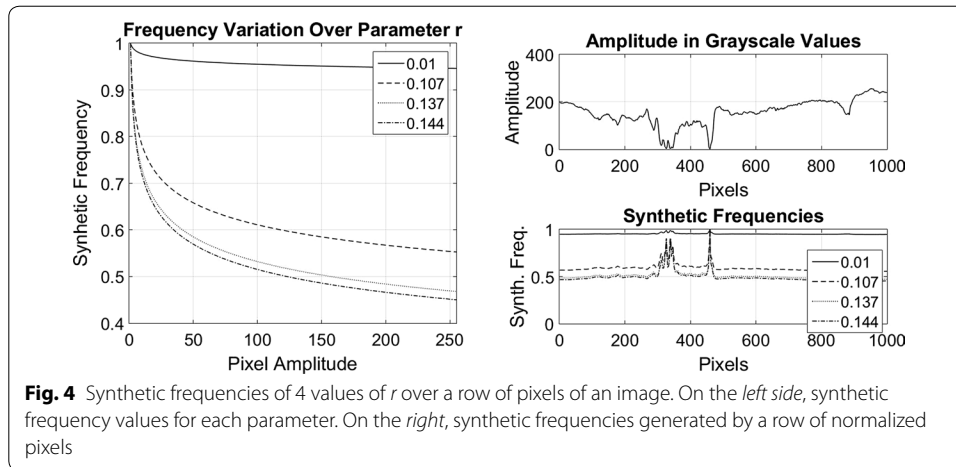 Frequency Variation Over Parameter r
1
0.9
0.8
0.7
0.6
0.5
0.4
Synhetic Frequency
0 50 100 150 200 250
Pixel Amplitude
0.01
0.107
0.137
0.144
Amplitude in Grayscale Values
400
200
0
Amplitude
0 200 400 600 800 1000
Pixels
Synthetic Frequencies
1
0.5
0
Synth. Freq.
0.01
0.107
0.137
0.144
0 200 400 600 800 1000
Pixels
Fig. 4 Synthetic frequencies of 4 values of r over a row of pixels of an image. On the left side, synthetic
frequency values for each parameter. On the right, synthetic frequencies generated by a row of normalized
pixels